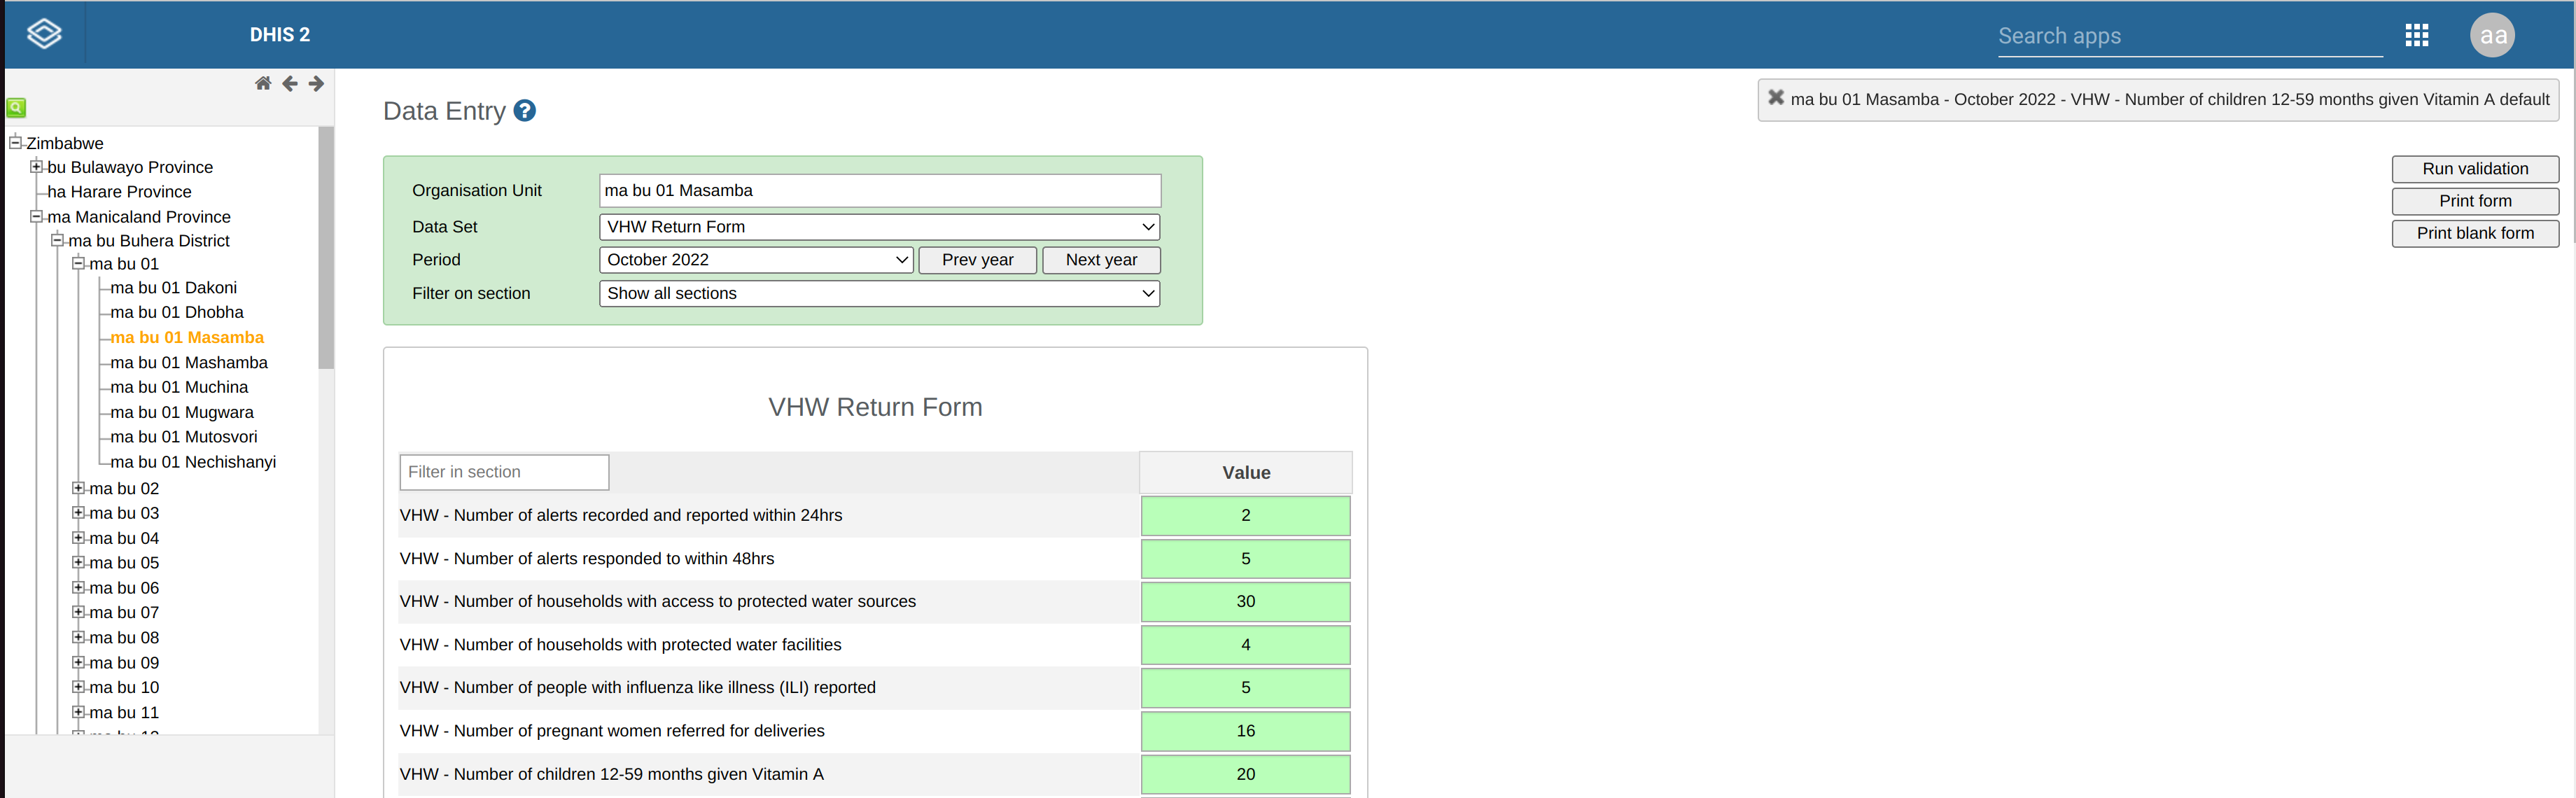 DHIS 2
Search apps
aa
Zimbabwe
bu Bulawayo Province
ha Harare Province
ma Manicaland Province
ma bu Buhera District
ma bu 01
ma bu 01 Dakoni
ma bu 01 Dhobha
ma bu 01 Masamba
ma bu 01 Mashamba
ma bu 01 Muchina
ma bu 01 Mugwara
ma bu 01 Mutosvori
ma bu 01 Nechishanyi
ma bu 02
ma bu 03
ma bu 04
ma bu 05
ma bu 06
ma bu 07
ma bu 08
ma bu 09
ma bu 10
ma bu 11
Data Entry ?
ma bu 01 Masamba - October 2022 - VHW - Number of children 12-59 months given Vitamin A default
Organisation Unit ma bu 01 Masamba
Data Set VHW Return Form
Period October 2022 Prev year Next year
Filter on section Show all sections
Run validation
Print form
Print blank form
VHW Return Form
Filter in section Value
VHW - Number of alerts recorded and reported within 24hrs 2
VHW - Number of alerts responded to within 48hrs 5
VHW - Number of households with access to protected water sources 30
VHW - Number of households with protected water facilities 4
VHW - Number of people with influenza like illness (ILI) reported 5
VHW - Number of pregnant women referred for deliveries 16
VHW - Number of children 12-59 months given Vitamin A 20